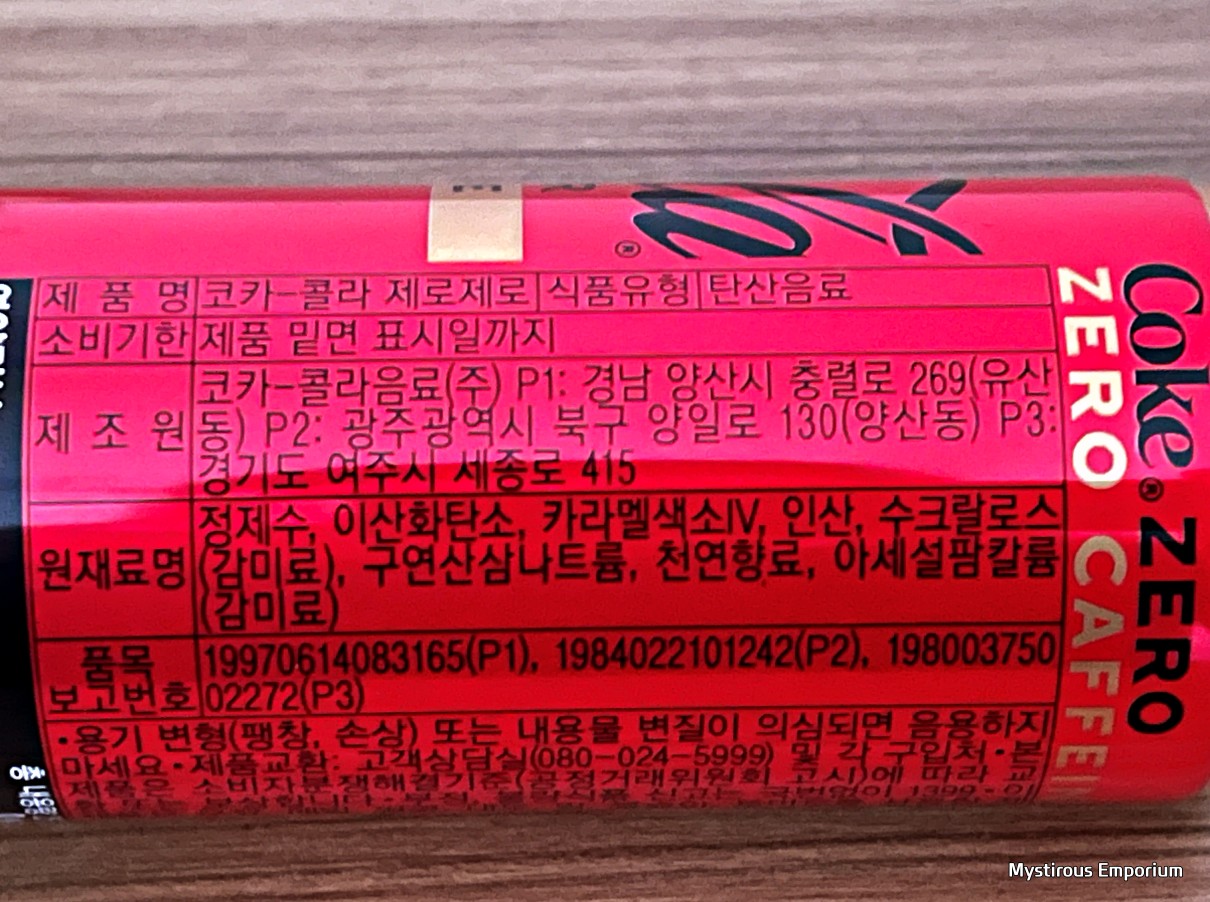 제 품 명 코카-콜라 제로제로 식품유형 탄산음료
소비기한 제품 밑면 표시일까지
제 조 원 코카-콜라음료(주) P1: 경남 양산시 충렬로 269(유산
동) P2: 광주광역시 북구 양일로 130(양산동) P3:
경기도 여주시 세종로 415
원재료명 정제수, 이산화탄소, 카라멜색소IV, 인산, 수크랄로스
(감미료), 구연산삼나트륨, 천연향료, 아세설팜칼륨
(감미료)
품목
보고번호 19970614083165(P1), 1984022101242(P2), 198003750
02272(P3)
•용기 변형(팽창, 손상) 또는 내용물 변질이 의심되면 음용하지
마세요•제품교환: 고객상담실(080-024-5999) 및 각 구입처•본
제품은 소비자분쟁해결기준(공정거래위원회 고시)에 따라 교
Coke® ZERO
ZERO CAFFEIN
®
Mystirous Emporium